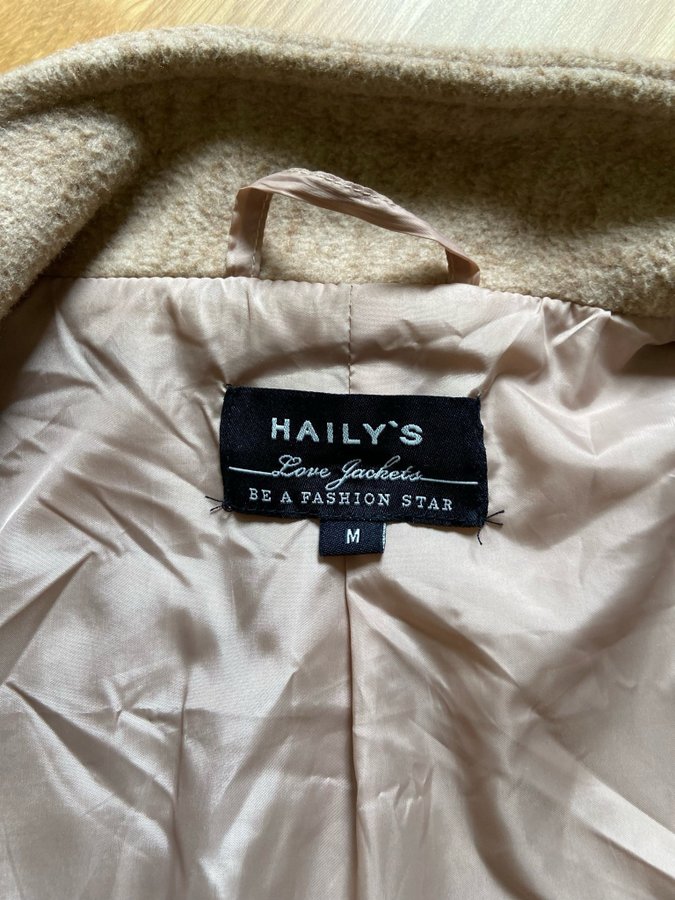 HAILY`S
Love Jackets
BE A FASHION STAR
M